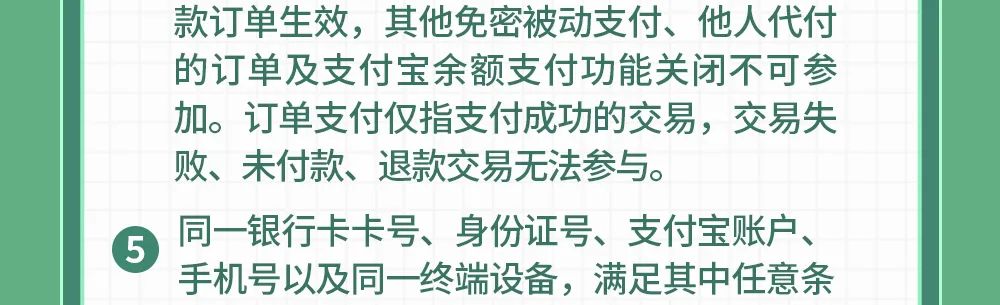 款订单生效，其他免密被动支付、他人代付
的订单及支付宝余额支付功能关闭不可参
加。订单支付仅指支付成功的交易，交易失
败、未付款、退款交易无法参与。
5 同一银行卡卡号、身份证号、支付宝账户、
手机号以及同一终端设备，满足其中任意条